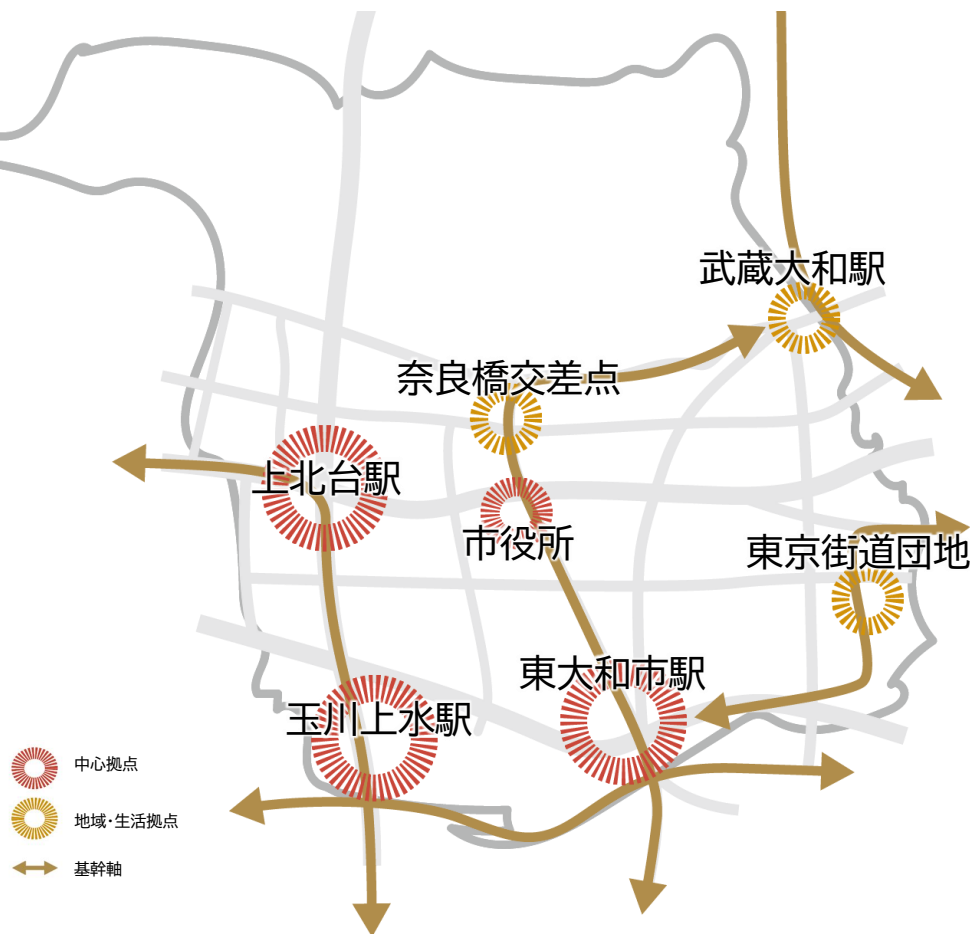 武蔵大和駅
奈良橋交差点
上北台駅
市役所
東京街道団地
東大和市駅
玉川上水駅
中心拠点
地域・生活拠点
基幹軸